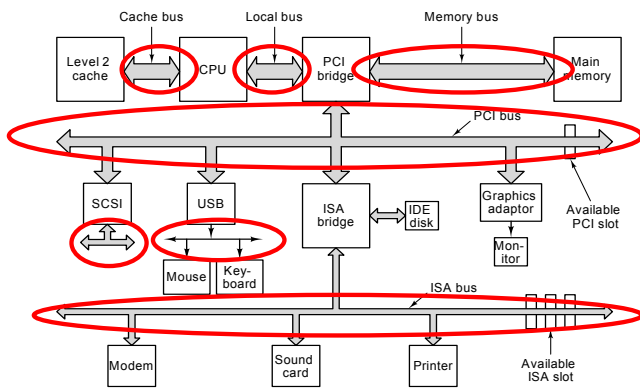 Cache bus
Local bus
Memory bus
Level 2
cache
CPU
PCI
bridge
Main
memory
PCI bus
SCSI
USB
ISA
bridge
IDE
disk
Graphics
adaptor
Available
PCI slot
Mon-
itor
Mouse
Key-
board
ISA bus
Modem
Sound
card
Printer
Available
ISA slot